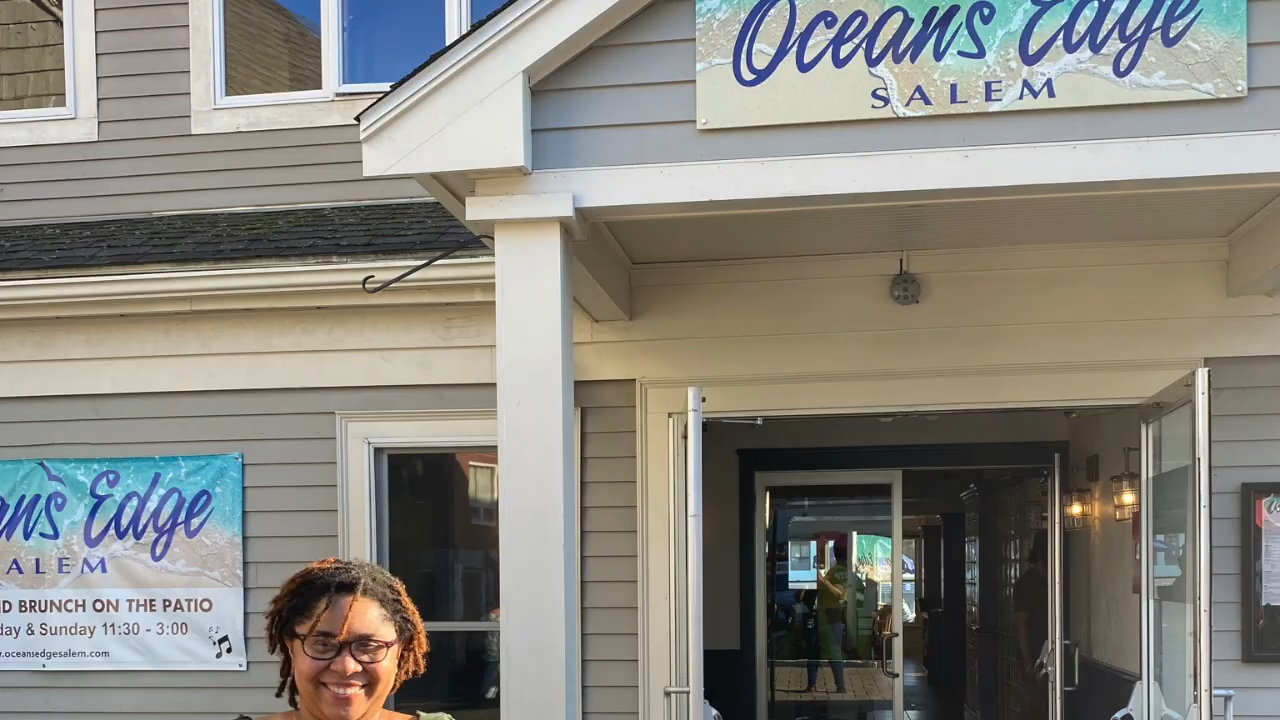 Oceans Edge
SALEM
ans Edge
ALEM
D BRUNCH ON THE PATIO
day & Sunday 11:30 - 3:00
.oceansedgesalem.com